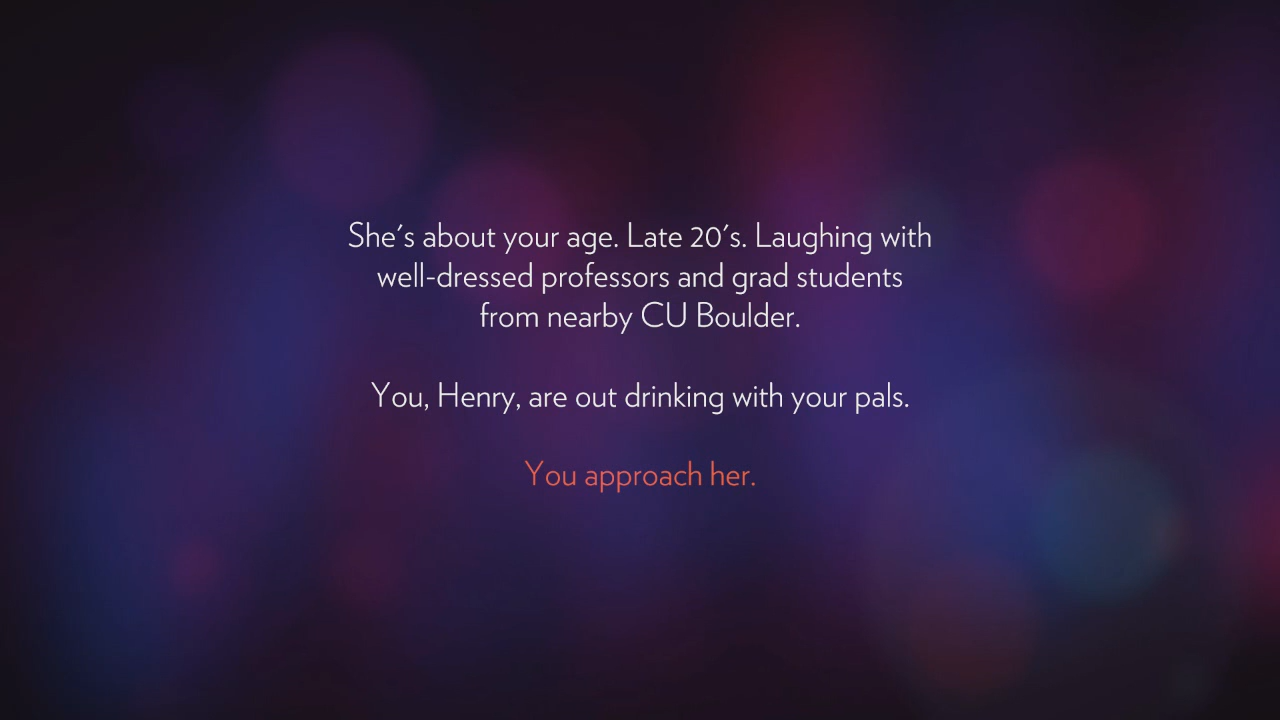 She's about your age. Late 20's. Laughing with
well-dressed professors and grad students
from nearby CU Boulder.
You, Henry, are out drinking with your pals.
You approach her.